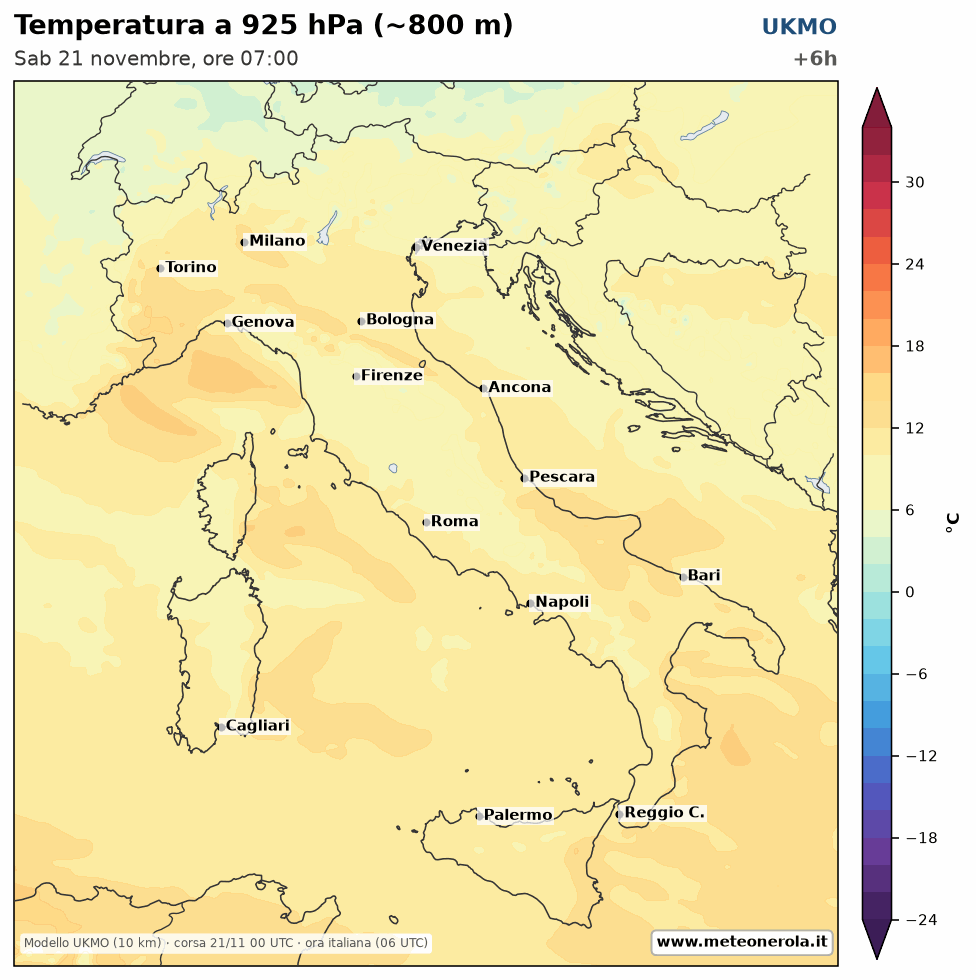 Temperatura a 925 hPa (~800 m)
UKMO
Sab 21 novembre, ore 07:00
+6h
Milano
Venezia
Torino
Genova
Bologna
Firenze
Ancona
Pescara
Roma
Bari
Napoli
Cagliari
Palermo
Reggio C.
30
24
18
12
6
0
−6
−12
−18
−24
°C
Modello UKMO (10 km) · corsa 21/11 00 UTC · ora italiana (06 UTC)
www.meteonerola.it